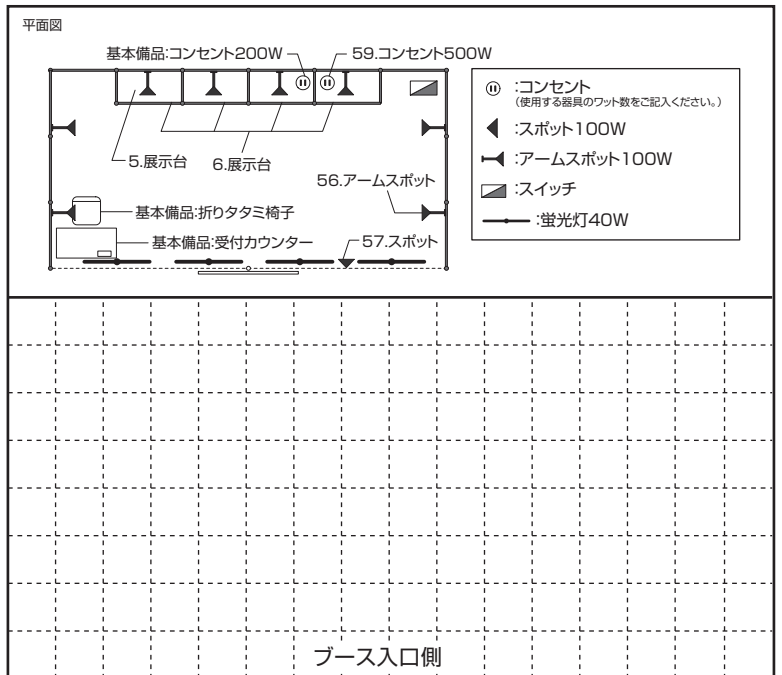 平面図
基本備品:コンセント200W
59.コンセント500W
5.展示台
6.展示台
56.アームスポット
基本備品:折りタタミ椅子
基本備品:受付カウンター
57.スポット
:コンセント
(使用する器具のワット数をご記入ください。)
:スポット100W
:アームスポット100W
:スイッチ
:蛍光灯40W
ブース入口側